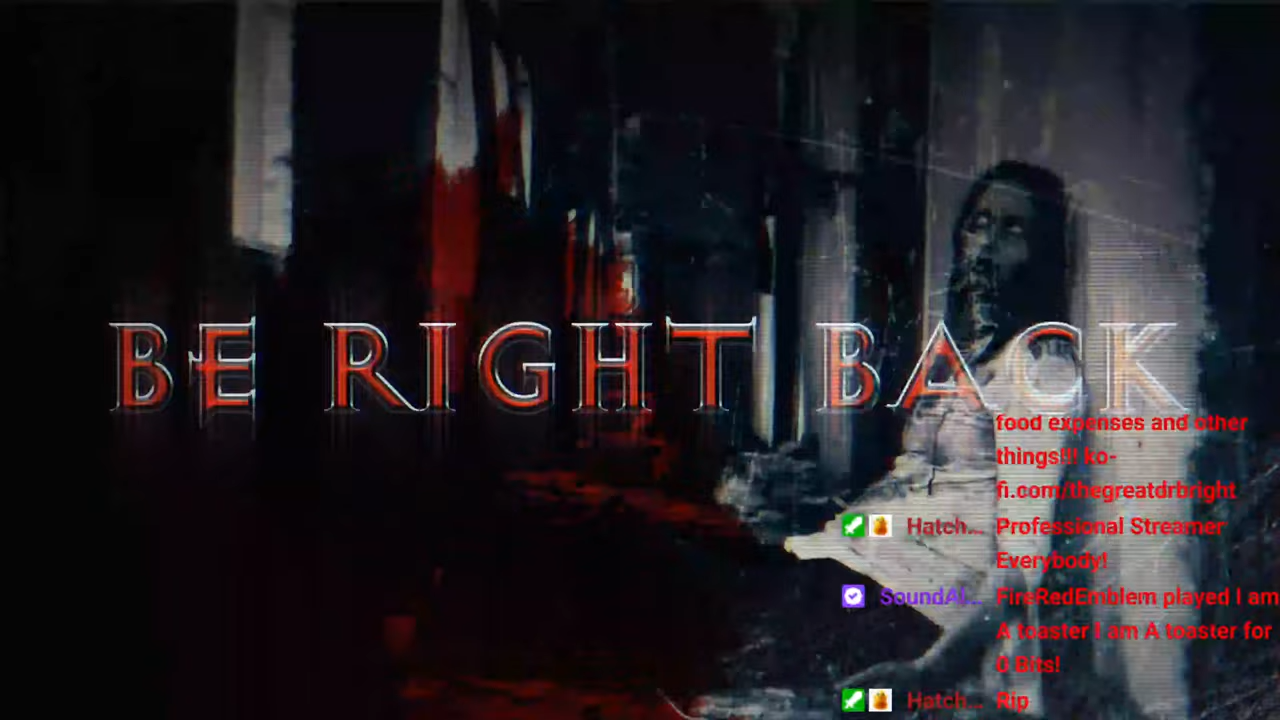 BE RIGHT BACK
food expenses and other
things!!! ko-
fi.com/thegreatdrbright
Hatch... Professional Streamer
Everybody!
SoundAl... FireRedEmblem played I am
A toaster I am A toaster for
0 Bits!
Hatch... Rip